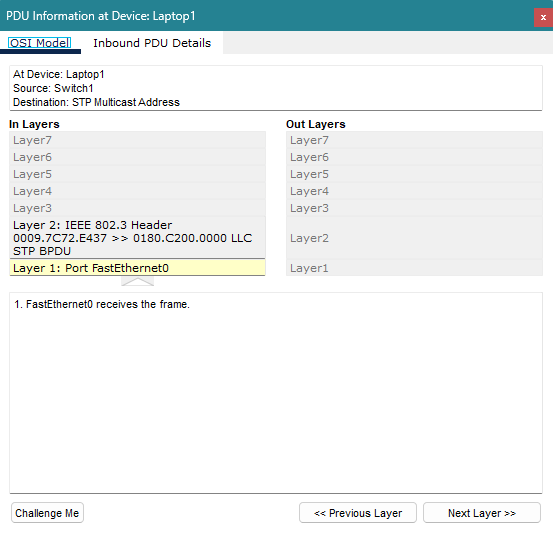 PDU Information at Device: Laptop1
x
OSI Model
Inbound PDU Details
At Device: Laptop1
Source: Switch1
Destination: STP Multicast Address
In Layers
Layer7
Layer6
Layer5
Layer4
Layer3
Layer 2: IEEE 802.3 Header
0009.7C72.E437 >> 0180.C200.0000 LLC
STP BPDU
Layer 1: Port FastEthernet0
Out Layers
Layer7
Layer6
Layer5
Layer4
Layer3
Layer2
Layer1
1. FastEthernet0 receives the frame.
Challenge Me
<< Previous Layer
Next Layer >>